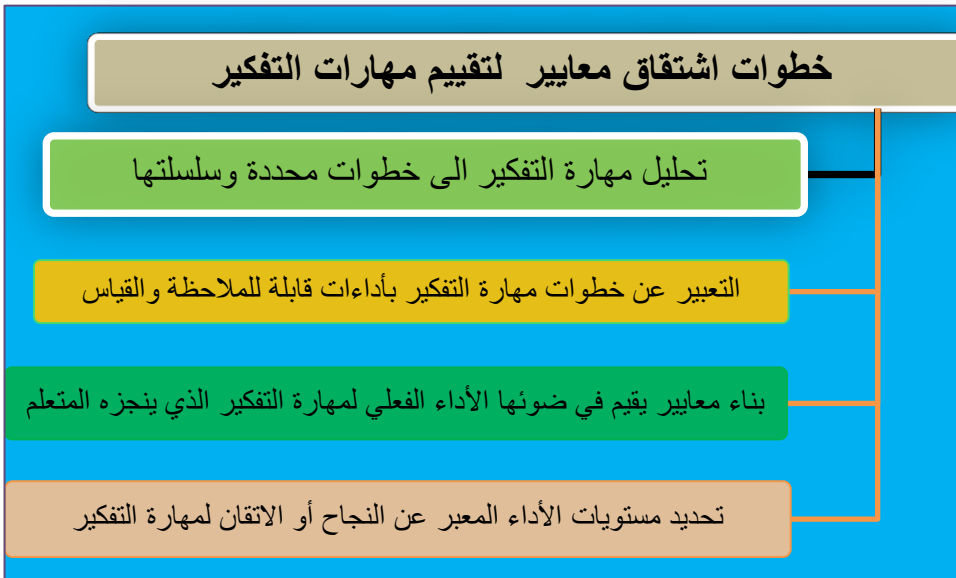 خطوات اشتقاق معايير لتقييم مهارات التفكير
تحليل مهارة التفكير الى خطوات محددة وسلسلتها
التعبير عن خطوات مهارة التفكير بأداءات قابلة للملاحظة والقياس
بناء معايير يقيم في ضوئها الأداء الفعلي لمهارة التفكير الذي ينجزه المتعلم
تحديد مستويات الأداء المعبر عن النجاح أو الاتقان لمهارة التفكير